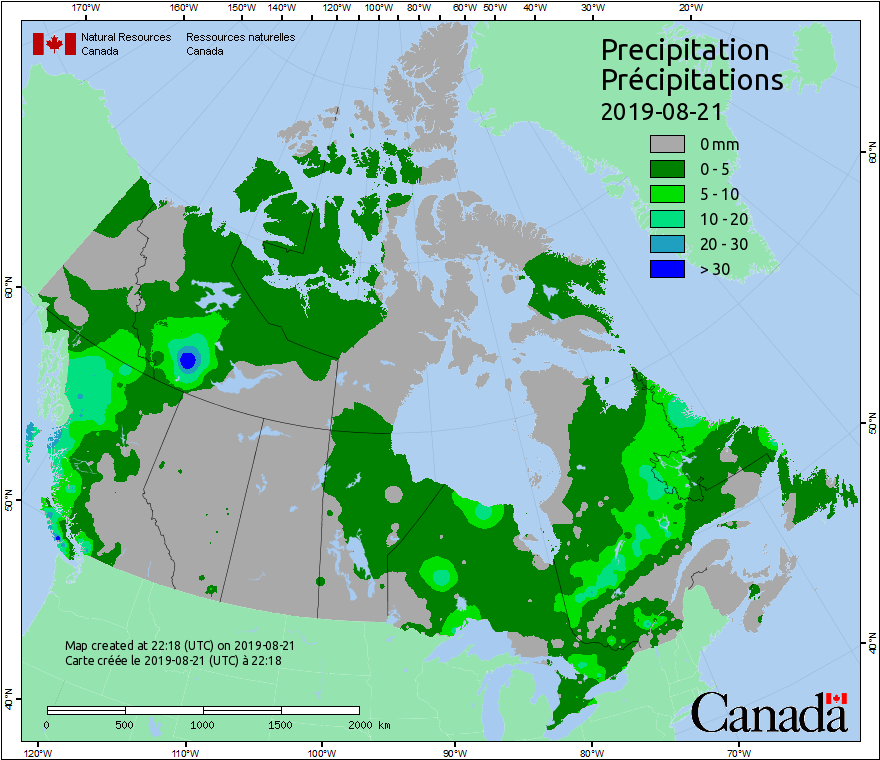 170°W 160°W 150°W 140°W 130°W 120°W 110°W 100°W 90°W 80°W 60°W 50°W 40°W 30°W 20°W
Natural Resources Canada
Ressources naturelles Canada
Precipitation
Précipitations
2019-08-21
0 mm
0 - 5
5 - 10
10 - 20
20 - 30
> 30
60°N
50°N
40°N
60°N
50°N
40°N
Map created at 22:18 (UTC) on 2019-08-21
Carte créée le 2019-08-21 (UTC) à 22:18
0 500 1000 1500 2000 km
Canada
120°W 110°W 100°W 90°W 80°W 70°W